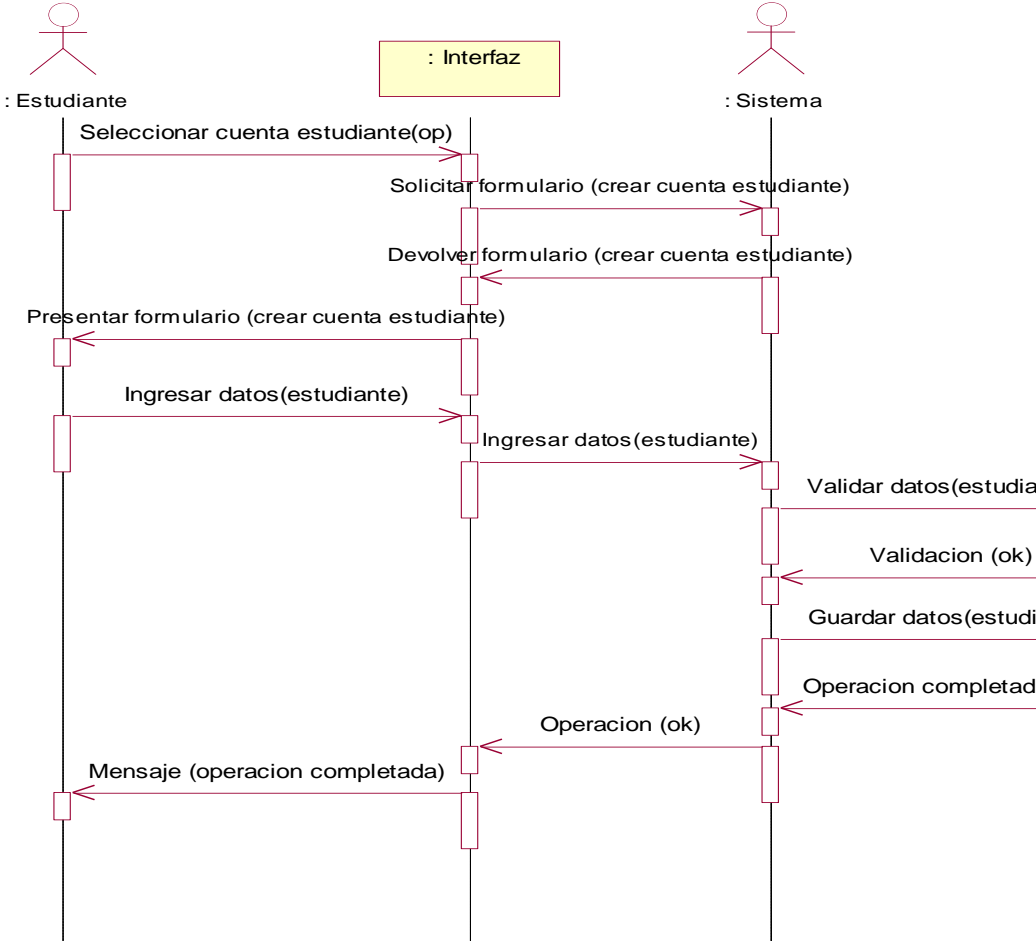 : Interfaz
: Estudiante
: Sistema
Seleccionar cuenta estudiante(op)
Solicitar formulario (crear cuenta estudiante)
Devolver formulario (crear cuenta estudiante)
Presentar formulario (crear cuenta estudiante)
Ingresar datos(estudiante)
Ingresar datos(estudiante)
Validar datos(estudia
Validacion (ok)
Guardar datos(estudi
Operacion completad
Operacion (ok)
Mensaje (operacion completada)